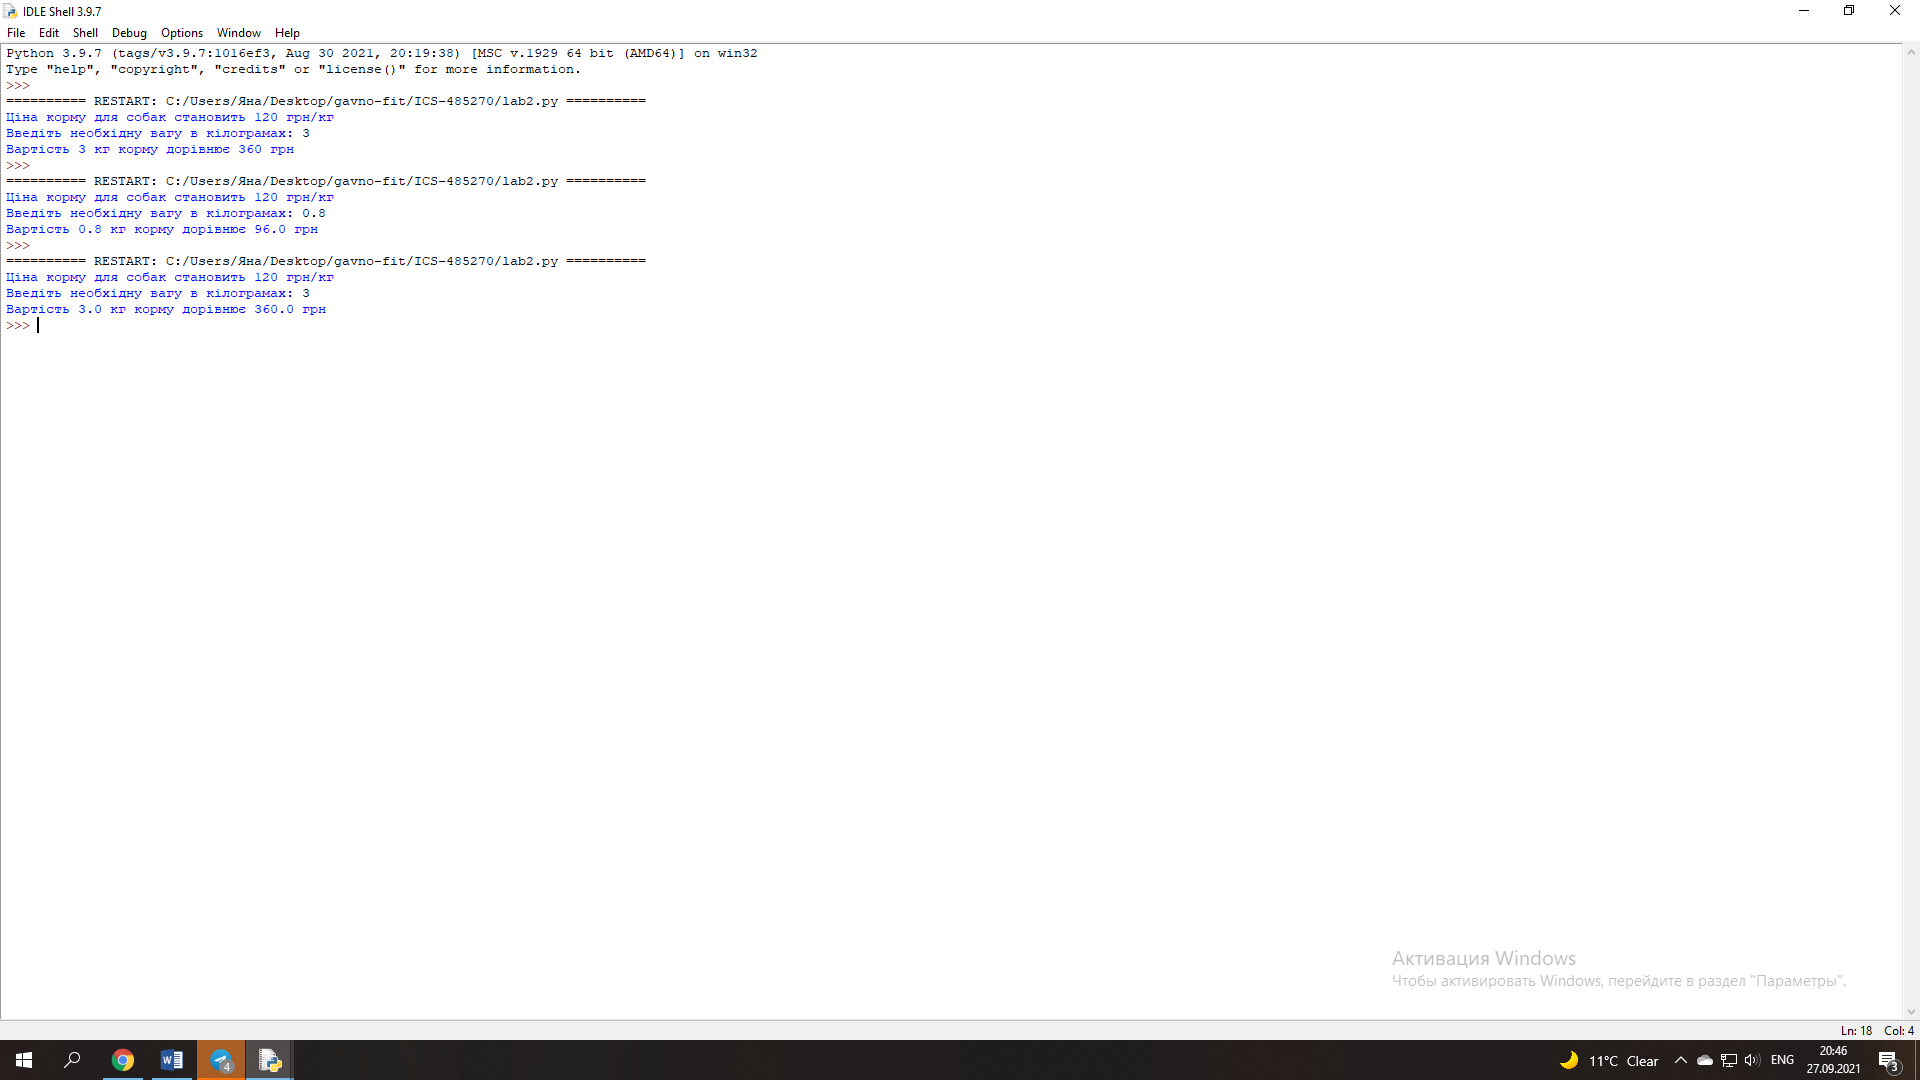 IDLE Shell 3.9.7
File Edit Shell Debug Options Window Help
Python 3.9.7 (tags/v3.9.7:1016ef3, Aug 30 2021, 20:19:38) [MSC v.1929 64 bit (AMD64)] on win32
Type "help", "copyright", "credits" or "license()" for more information.
>>>
========== RESTART: C:/Users/Яна/Desktop/gavno-fit/ICS-485270/lab2.py ==========
Ціна корму для собак становить 120 грн/кг
Введіть необхідну вагу в кілограмах: 3
Вартість 3 кг корму дорівнює 360 грн
>>>
========== RESTART: C:/Users/Яна/Desktop/gavno-fit/ICS-485270/lab2.py ==========
Ціна корму для собак становить 120 грн/кг
Введіть необхідну вагу в кілограмах: 0.8
Вартість 0.8 кг корму дорівнює 96.0 грн
>>>
========== RESTART: C:/Users/Яна/Desktop/gavno-fit/ICS-485270/lab2.py ==========
Ціна корму для собак становить 120 грн/кг
Введіть необхідну вагу в кілограмах: 3
Вартість 3.0 кг корму дорівнює 360.0 грн
>>>
Активация Windows
Чтобы активировать Windows, перейдите в раздел "Параметры".
Ln: 18 Col: 4
4
11°C Clear
ENG
20:46
27.09.2021
3